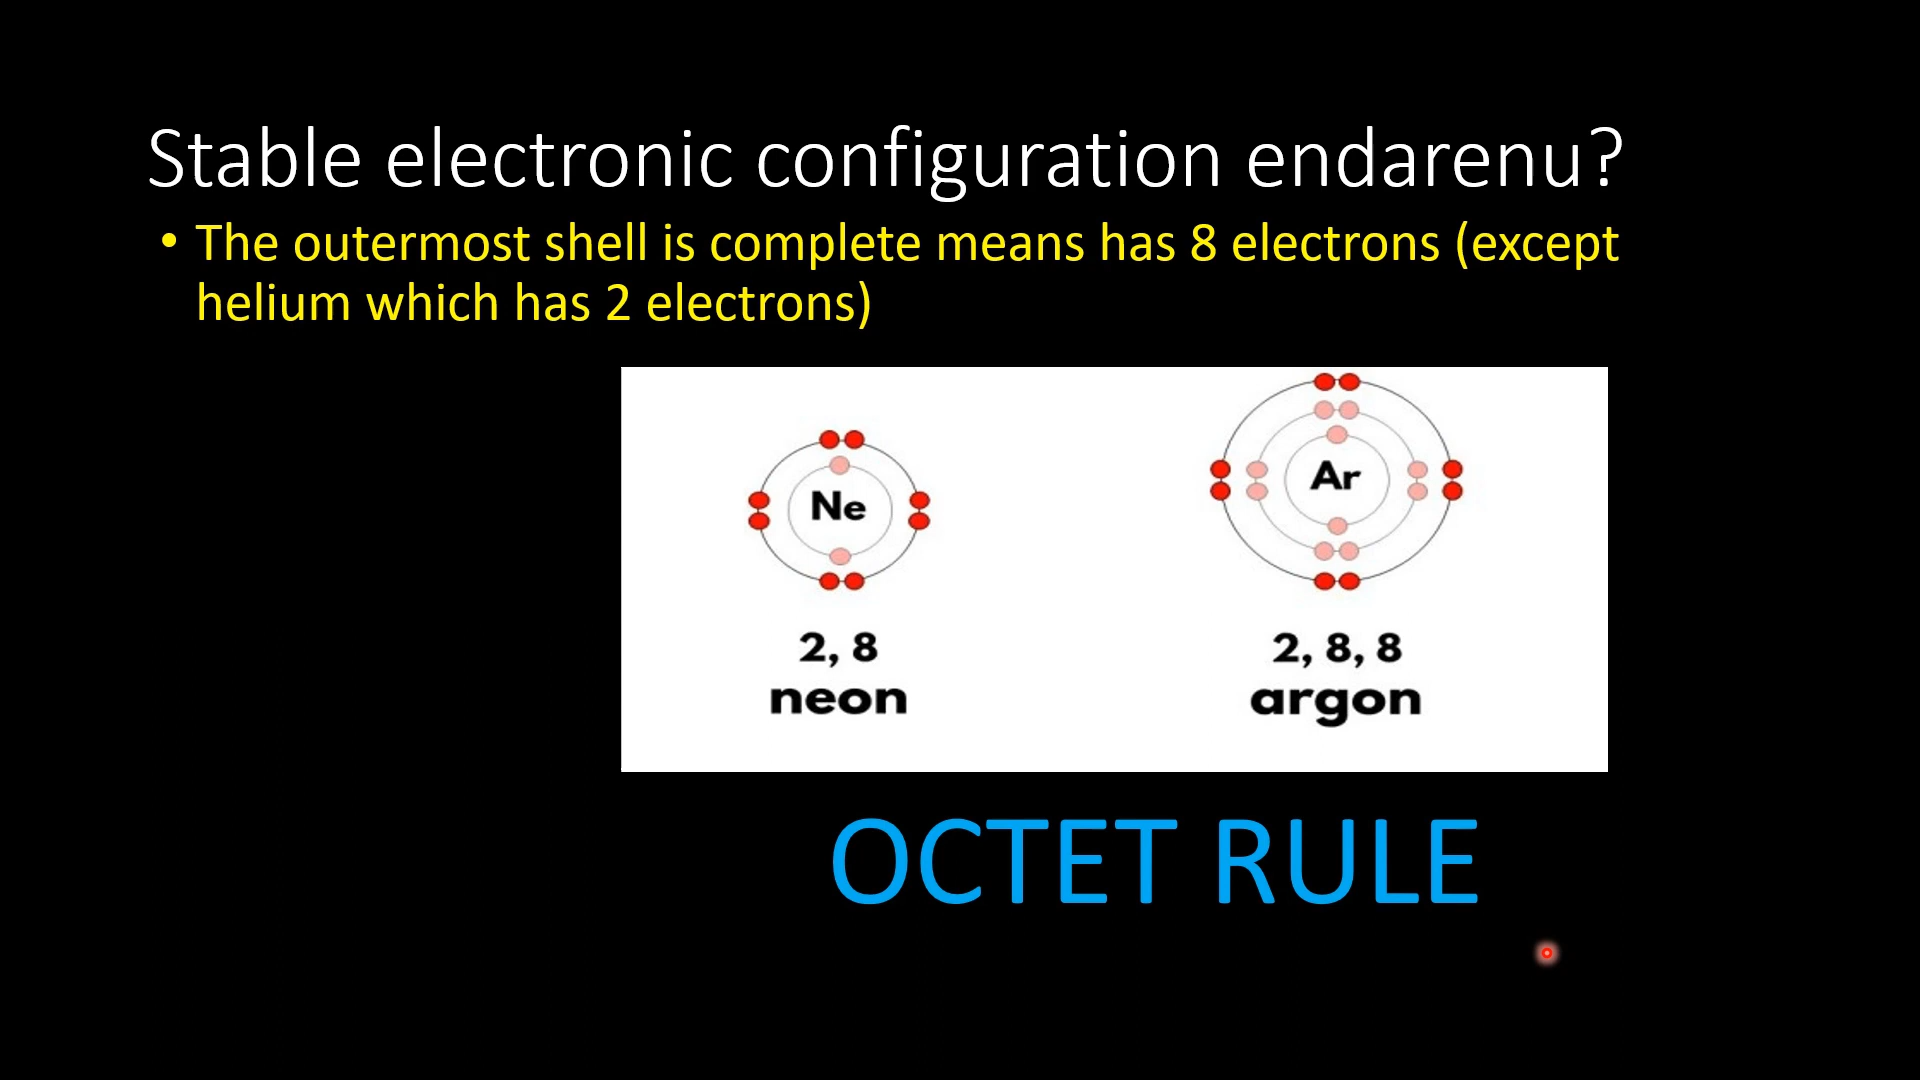 Stable electronic configuration endarenu?
• The outermost shell is complete means has 8 electrons (except
helium which has 2 electrons)
Ne
Ar
2, 8
2, 8, 8
neon
argon
OCTET RULE